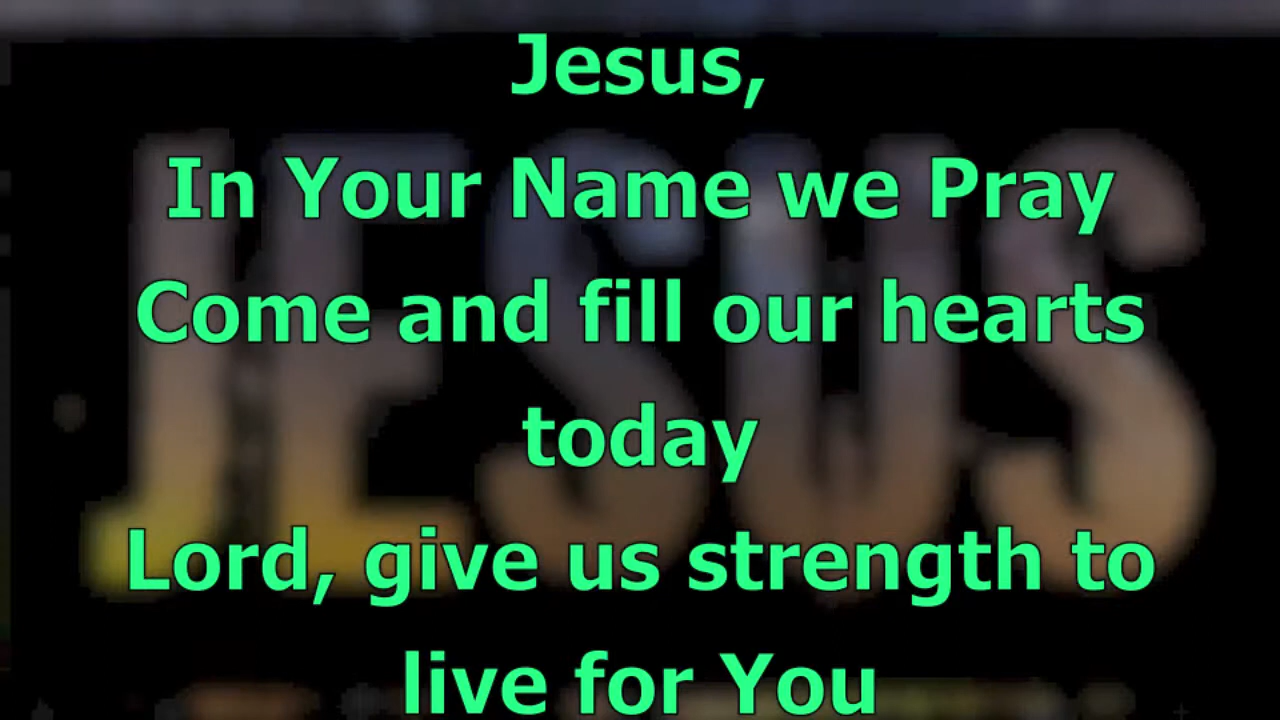 Jesus,
In Your Name we Pray
Come and fill our hearts
today
Lord, give us strength to
live for You
JESUS